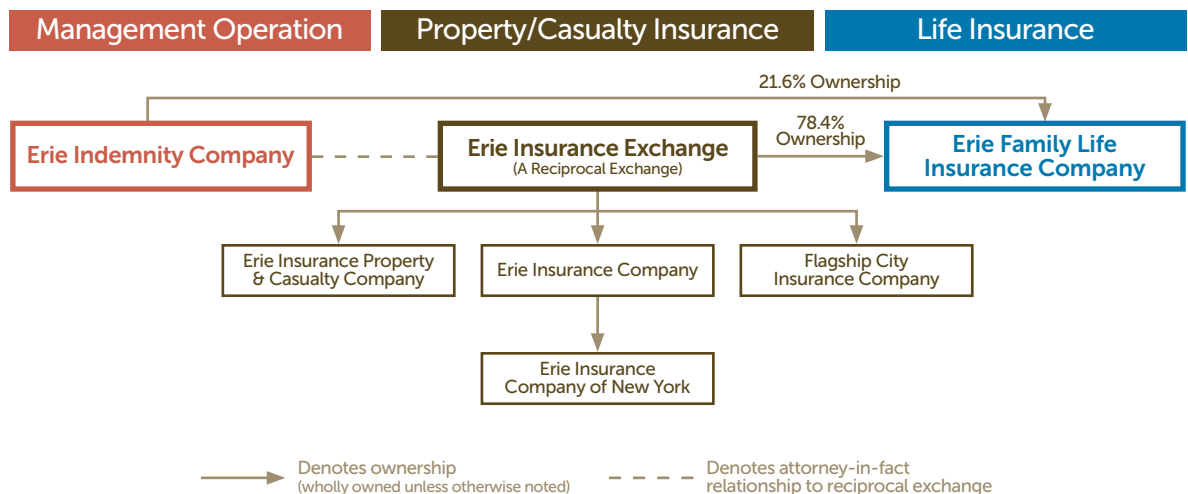 Management Operation
Property/Casualty Insurance
Life Insurance
21.6% Ownership
78.4%
Ownership
Erie Indemnity Company
Erie Insurance Exchange
(A Reciprocal Exchange)
Erie Family Life
Insurance Company
Erie Insurance Property
& Casualty Company
Erie Insurance Company
Flagship City
Insurance Company
Erie Insurance
Company of New York
Denotes ownership
(wholly owned unless otherwise noted)
Denotes attorney-in-fact
relationship to reciprocal exchange